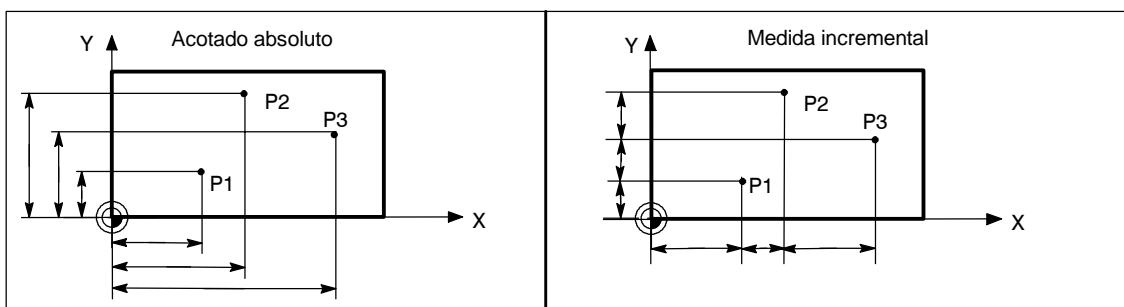 Acotado absoluto
Y
P2
P3
P1
X
Medida incremental
Y
P2
P3
P1
X